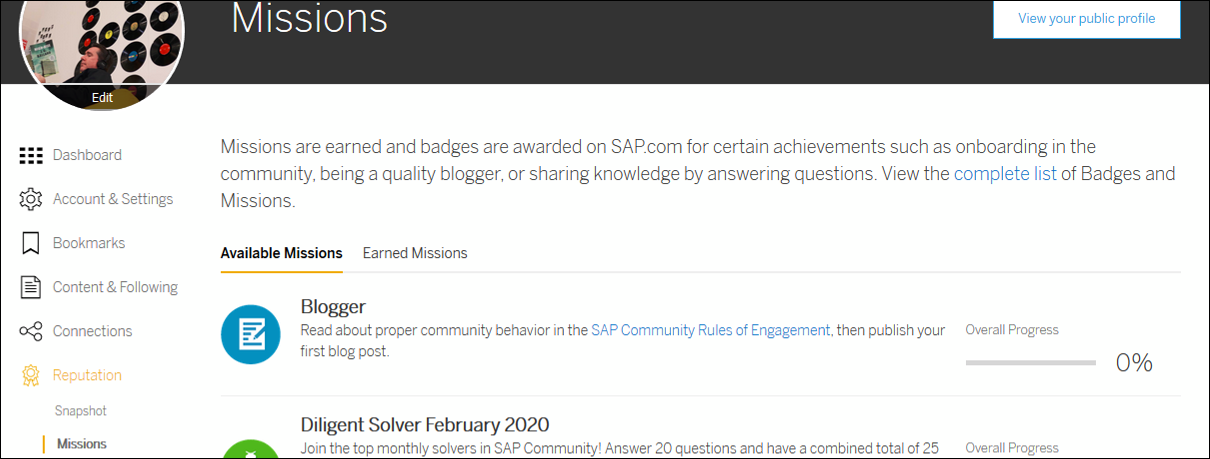 Missions
View your public profile
Edit
Dashboard
Account & Settings
Bookmarks
Content & Following
Connections
Reputation
Snapshot
Missions
Missions are earned and badges are awarded on SAP.com for certain achievements such as onboarding in the
community, being a quality blogger, or sharing knowledge by answering questions. View the complete list of Badges and
Missions.
Available Missions Earned Missions
Blogger
Read about proper community behavior in the SAP Community Rules of Engagement, then publish your
first blog post.
Overall Progress
0%
Diligent Solver February 2020
Join the top monthly solvers in SAP Community! Answer 20 questions and have a combined total of 25
Overall Progress